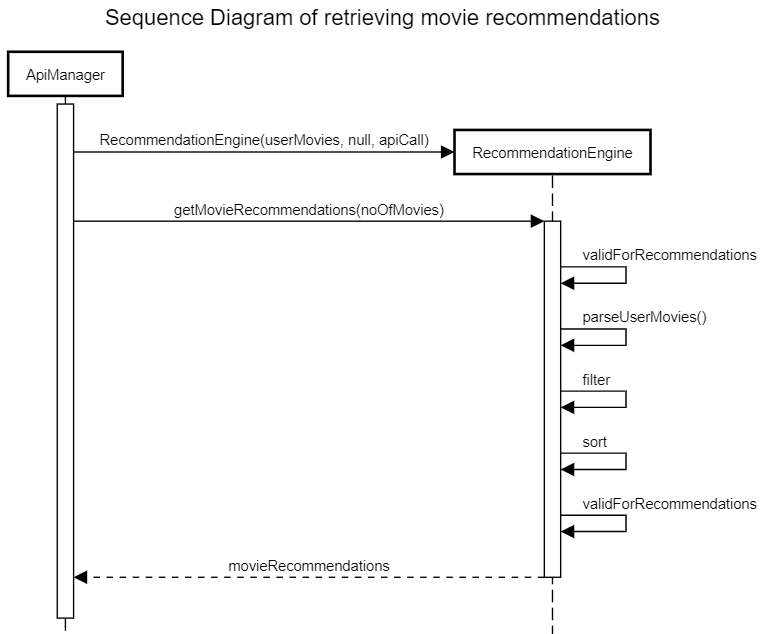 Sequence Diagram of retrieving movie recommendations
ApiManager
RecommendationEngine(userMovies, null, apiCall)
RecommendationEngine
getMovieRecommendations(noOfMovies)
validForRecommendations
parseUserMovies()
filter
sort
validForRecommendations
movieRecommendations